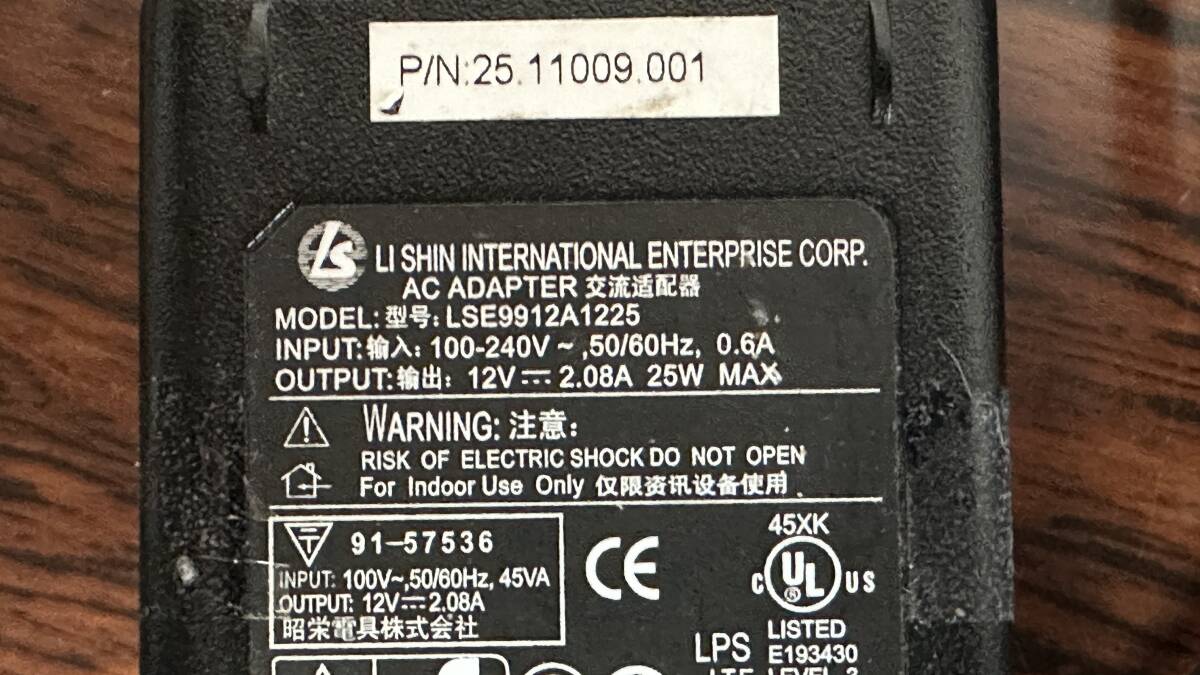 P/N:25.11009.001
LS LI SHIN INTERNATIONAL ENTERPRISE CORP.
AC ADAPTER 交流适配器
MODEL: 型号: LSE9912A1225
INPUT: 输入: 100-240V ~ ,50/60Hz, 0.6A
OUTPUT: 输出: 12V ⎓ 2.08A 25W MAX
WARNING: 注意:
RISK OF ELECTRIC SHOCK DO NOT OPEN
For Indoor Use Only 仅限资讯设备使用
91-57536
INPUT: 100V~,50/60Hz, 45VA
OUTPUT: 12V⎓2.08A
昭栄電具株式会社
CE
45XK
c UL ® US
LISTED
LPS E193430